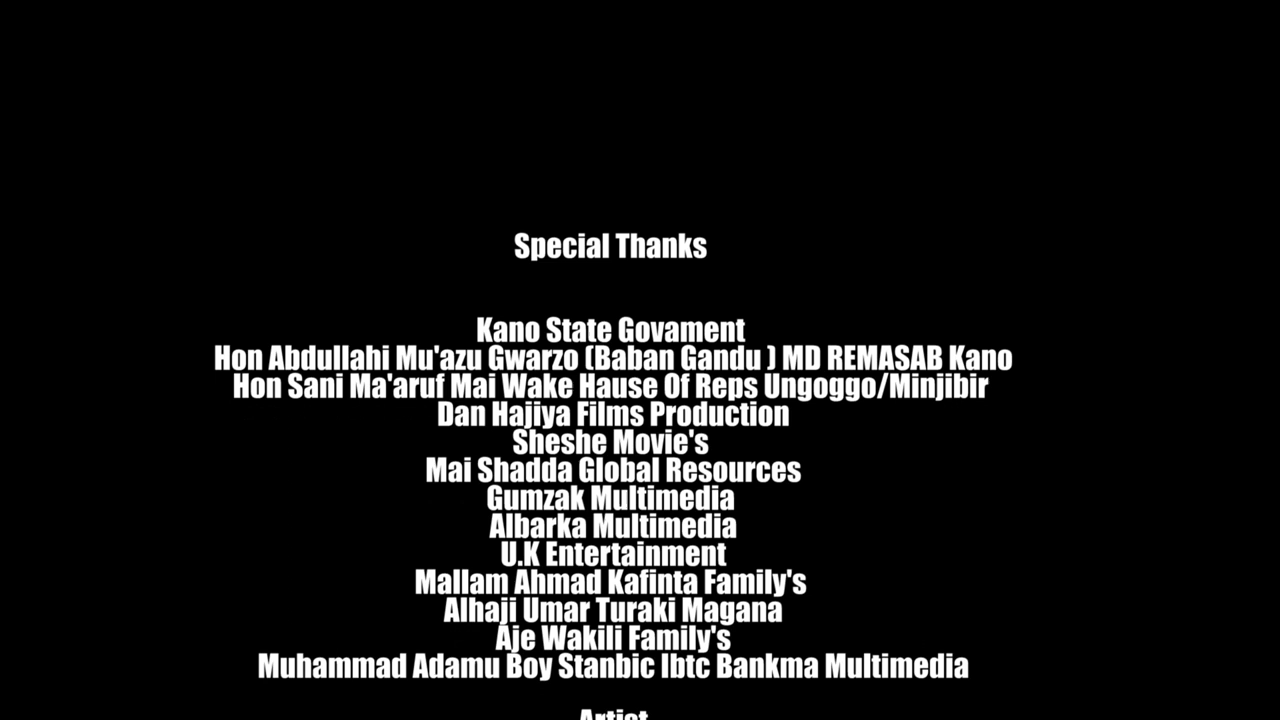 Special Thanks
Kano State Govament
Hon Abdullahi Mu'azu Gwarzo (Baban Gandu ) MD REMASAB Kano
Hon Sani Ma'aruf Mai Wake Hause Of Reps Ungoggo/Minjibir
Dan Hajiya Films Production
Sheshe Movie's
Mai Shadda Global Resources
Gumzak Multimedia
Albarka Multimedia
U.K Entertainment
Mallam Ahmad Kafinta Family's
Alhaji Umar Turaki Magana
Aje Wakili Family's
Muhammad Adamu Boy Stanbic Ibtc Bankma Multimedia
Artist